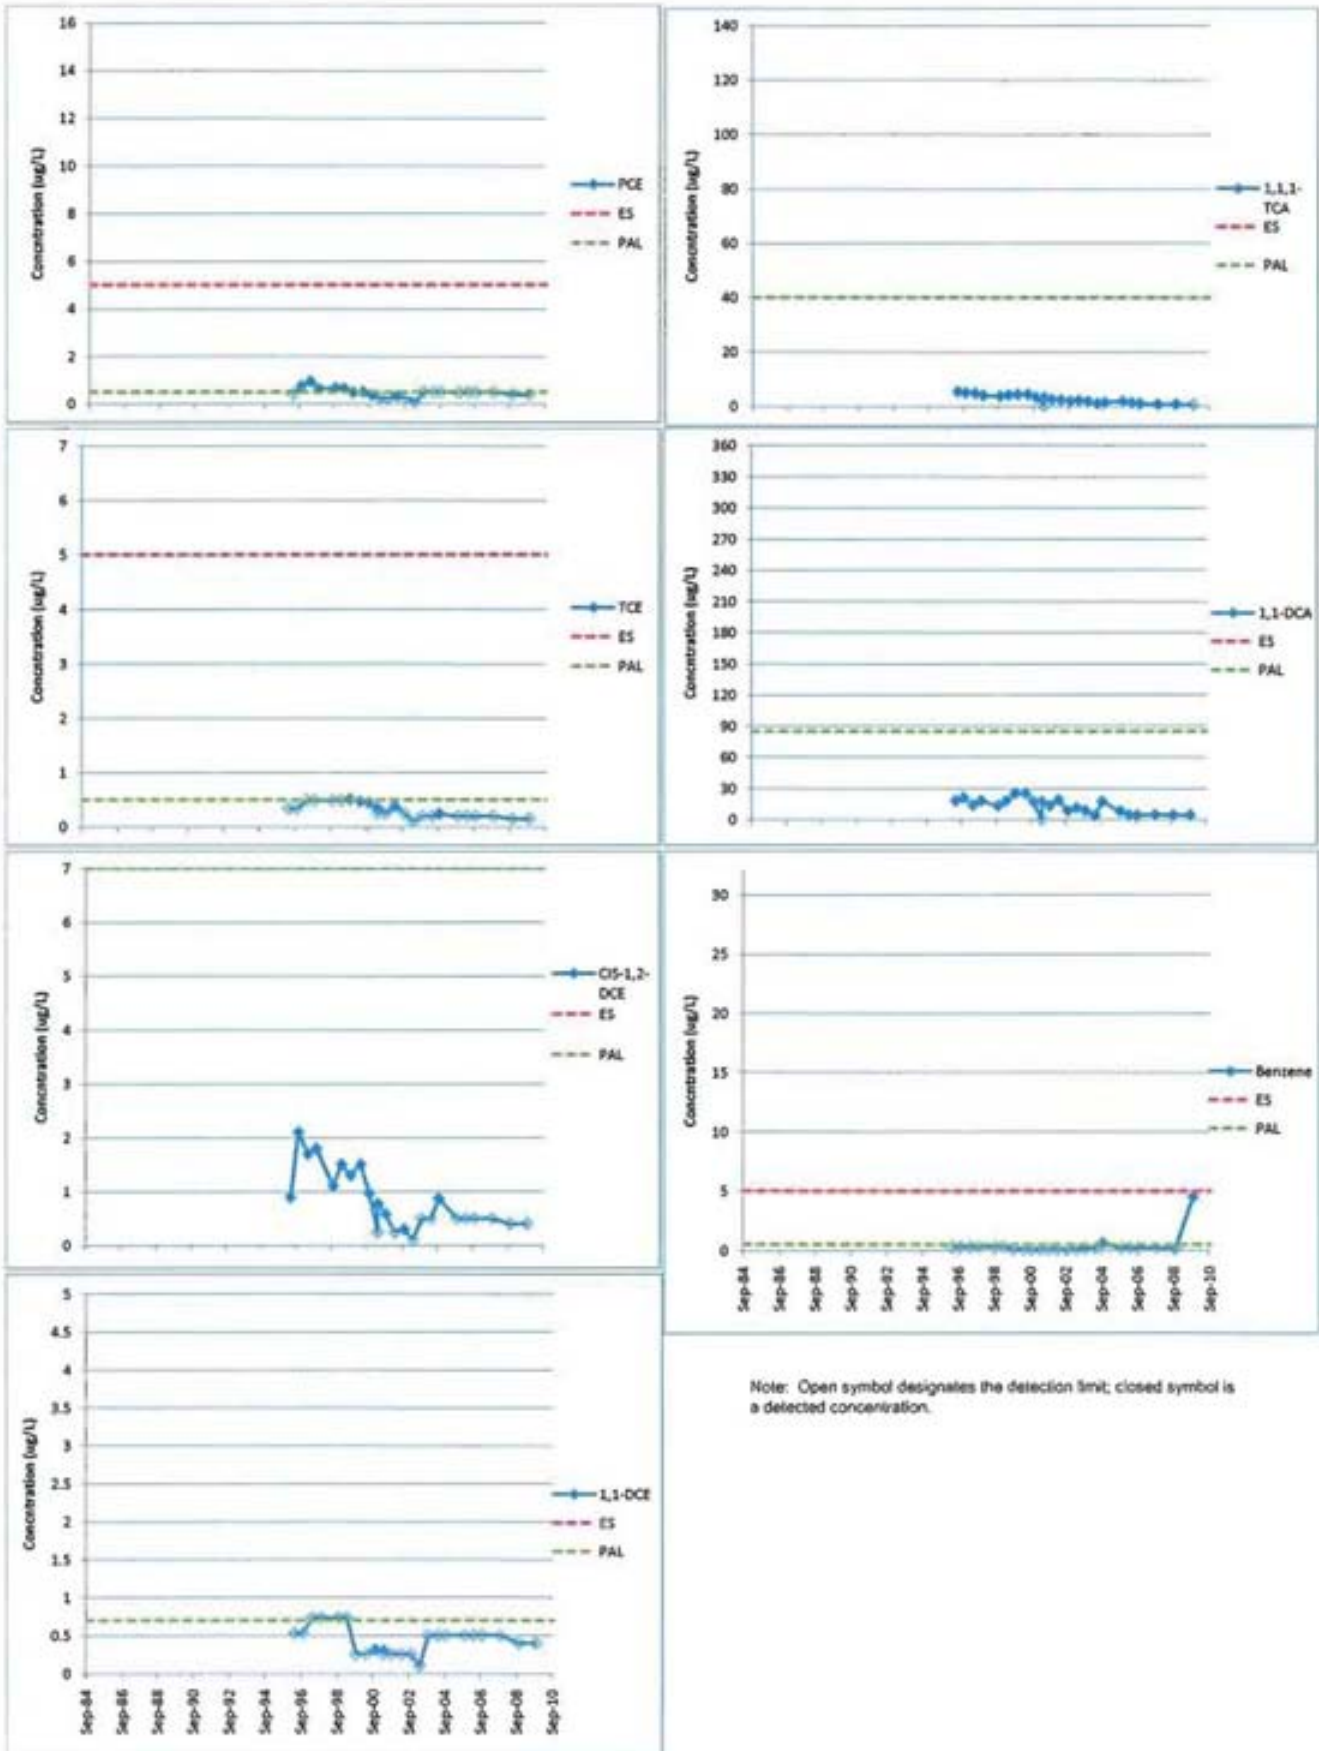 16
14
12
10
8
6
4
2
0
Concntration (ug/L)
PCE
ES
PAL
140
120
100
80
60
40
20
0
Concntration (ug/L)
1,1,1-
TCA
ES
PAL
7
6
5
4
3
2
1
0
Concntration (ug/L)
TCE
ES
PAL
360
330
300
270
240
210
180
150
120
90
60
30
0
Concntration (ug/L)
1,1-DCA
ES
PAL
7
6
5
4
3
2
1
0
Concntration (ug/L)
CIS-1,2-
DCE
ES
PAL
30
25
20
15
10
5
0
Concntration (ug/L)
Benzene
ES
PAL
Sep-84
Sep-86
Sep-88
Sep-90
Sep-92
Sep-94
Sep-96
Sep-98
Sep-00
Sep-02
Sep-04
Sep-06
Sep-08
Sep-10
5
4.5
4
3.5
3
2.5
2
1.5
1
0.5
0
Concntration (ug/L)
1,1-DCE
ES
PAL
Sep-84
Sep-86
Sep-88
Sep-90
Sep-92
Sep-94
Sep-96
Sep-98
Sep-00
Sep-02
Sep-04
Sep-06
Sep-08
Sep-10
Note: Open symbol designates the detection limit; closed symbol is
a detected concentration.